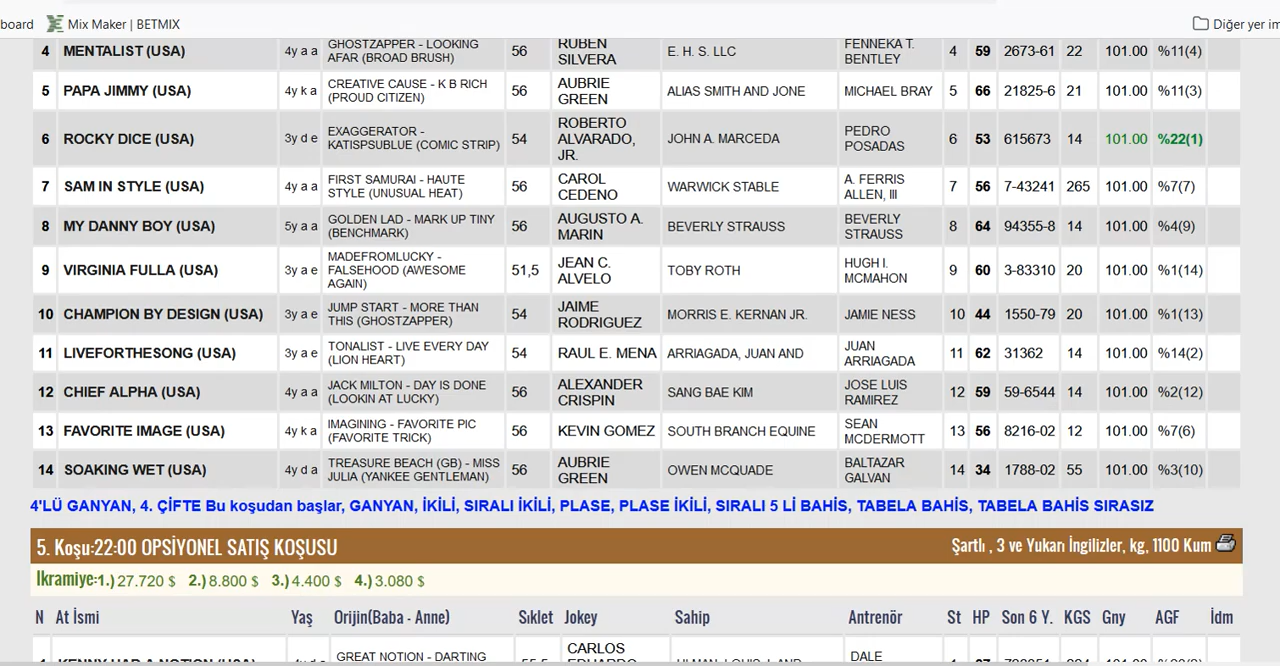 board Mix Maker | BETMIX Diğer yer im
4 MENTALIST (USA) 4y a a GHOSTZAPPER - LOOKING AFAR (BROAD BRUSH) 56 RUBEN SILVERA E. H. S. LLC FENNEKA T. BENTLEY 4 59 2673-61 22 101.00 %11(4)
5 PAPA JIMMY (USA) 4y k a CREATIVE CAUSE - K B RICH (PROUD CITIZEN) 56 AUBRIE GREEN ALIAS SMITH AND JONE MICHAEL BRAY 5 66 21825-6 21 101.00 %11(3)
6 ROCKY DICE (USA) 3y d e EXAGGERATOR - KATISPSUBLUE (COMIC STRIP) 54 ROBERTO ALVARADO, JR. JOHN A. MARCEDA PEDRO POSADAS 6 53 615673 14 101.00 %22(1)
7 SAM IN STYLE (USA) 4y a a FIRST SAMURAI - HAUTE STYLE (UNUSUAL HEAT) 56 CAROL CEDENO WARWICK STABLE A. FERRIS ALLEN, III 7 56 7-43241 265 101.00 %7(7)
8 MY DANNY BOY (USA) 5y a a GOLDEN LAD - MARK UP TINY (BENCHMARK) 56 AUGUSTO A. MARIN BEVERLY STRAUSS BEVERLY STRAUSS 8 64 94355-8 14 101.00 %4(9)
9 VIRGINIA FULLA (USA) 3y a e MADEFROMLUCKY - FALSEHOOD (AWESOME AGAIN) 51,5 JEAN C. ALVELO TOBY ROTH HUGH I. MCMAHON 9 60 3-83310 20 101.00 %1(14)
10 CHAMPION BY DESIGN (USA) 3y a e JUMP START - MORE THAN THIS (GHOSTZAPPER) 54 JAIME RODRIGUEZ MORRIS E. KERNAN JR. JAMIE NESS 10 44 1550-79 20 101.00 %1(13)
11 LIVEFORTHESONG (USA) 3y a e TONALIST - LIVE EVERY DAY (LION HEART) 54 RAUL E. MENA ARRIAGADA, JUAN AND JUAN ARRIAGADA 11 62 31362 14 101.00 %14(2)
12 CHIEF ALPHA (USA) 4y a a JACK MILTON - DAY IS DONE (LOOKIN AT LUCKY) 56 ALEXANDER CRISPIN SANG BAE KIM JOSE LUIS RAMIREZ 12 59 59-6544 14 101.00 %2(12)
13 FAVORITE IMAGE (USA) 4y k a IMAGINING - FAVORITE PIC (FAVORITE TRICK) 56 KEVIN GOMEZ SOUTH BRANCH EQUINE SEAN MCDERMOTT 13 56 8216-02 12 101.00 %7(6)
14 SOAKING WET (USA) 4y d a TREASURE BEACH (GB) - MISS JULIA (YANKEE GENTLEMAN) 56 AUBRIE GREEN OWEN MCQUADE BALTAZAR GALVAN 14 34 1788-02 55 101.00 %3(10)
4'LÜ GANYAN, 4. ÇİFTE Bu koşudan başlar, GANYAN, İKİLİ, SIRALI İKİLİ, PLASE, PLASE İKİLİ, SIRALI 5 Lİ BAHİS, TABELA BAHİS, TABELA BAHİS SIRASIZ
5. Koşu:22:00 OPSİYONEL SATIŞ KOŞUSU Şartlı , 3 ve Yukarı İngilizler, kg, 1100 Kum
İkramiye:1.) 27.720 $ 2.) 8.800 $ 3.) 4.400 $ 4.) 3.080 $
N At İsmi Yaş Orijin(Baba - Anne) Sıklet Jokey Sahip Antrenör St HP Son 6 Y. KGS Gny AGF İdm
GREAT NOTION - DARTING CARLOS DALE